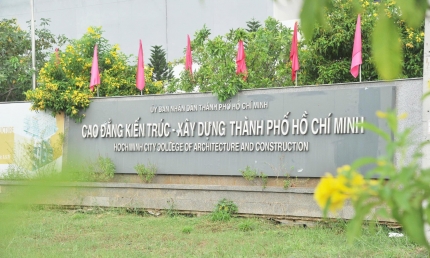 ỦY BAN NHÂN DÂN THÀNH PHỐ HỒ CHÍ MINH
CAO ĐẲNG KIẾN TRÚC - XÂY DỰNG THÀNH PHỐ HỒ CHÍ MINH
HOCHIMINH CITY COLLEGE OF ARCHITECTURE AND CONSTRUCTION